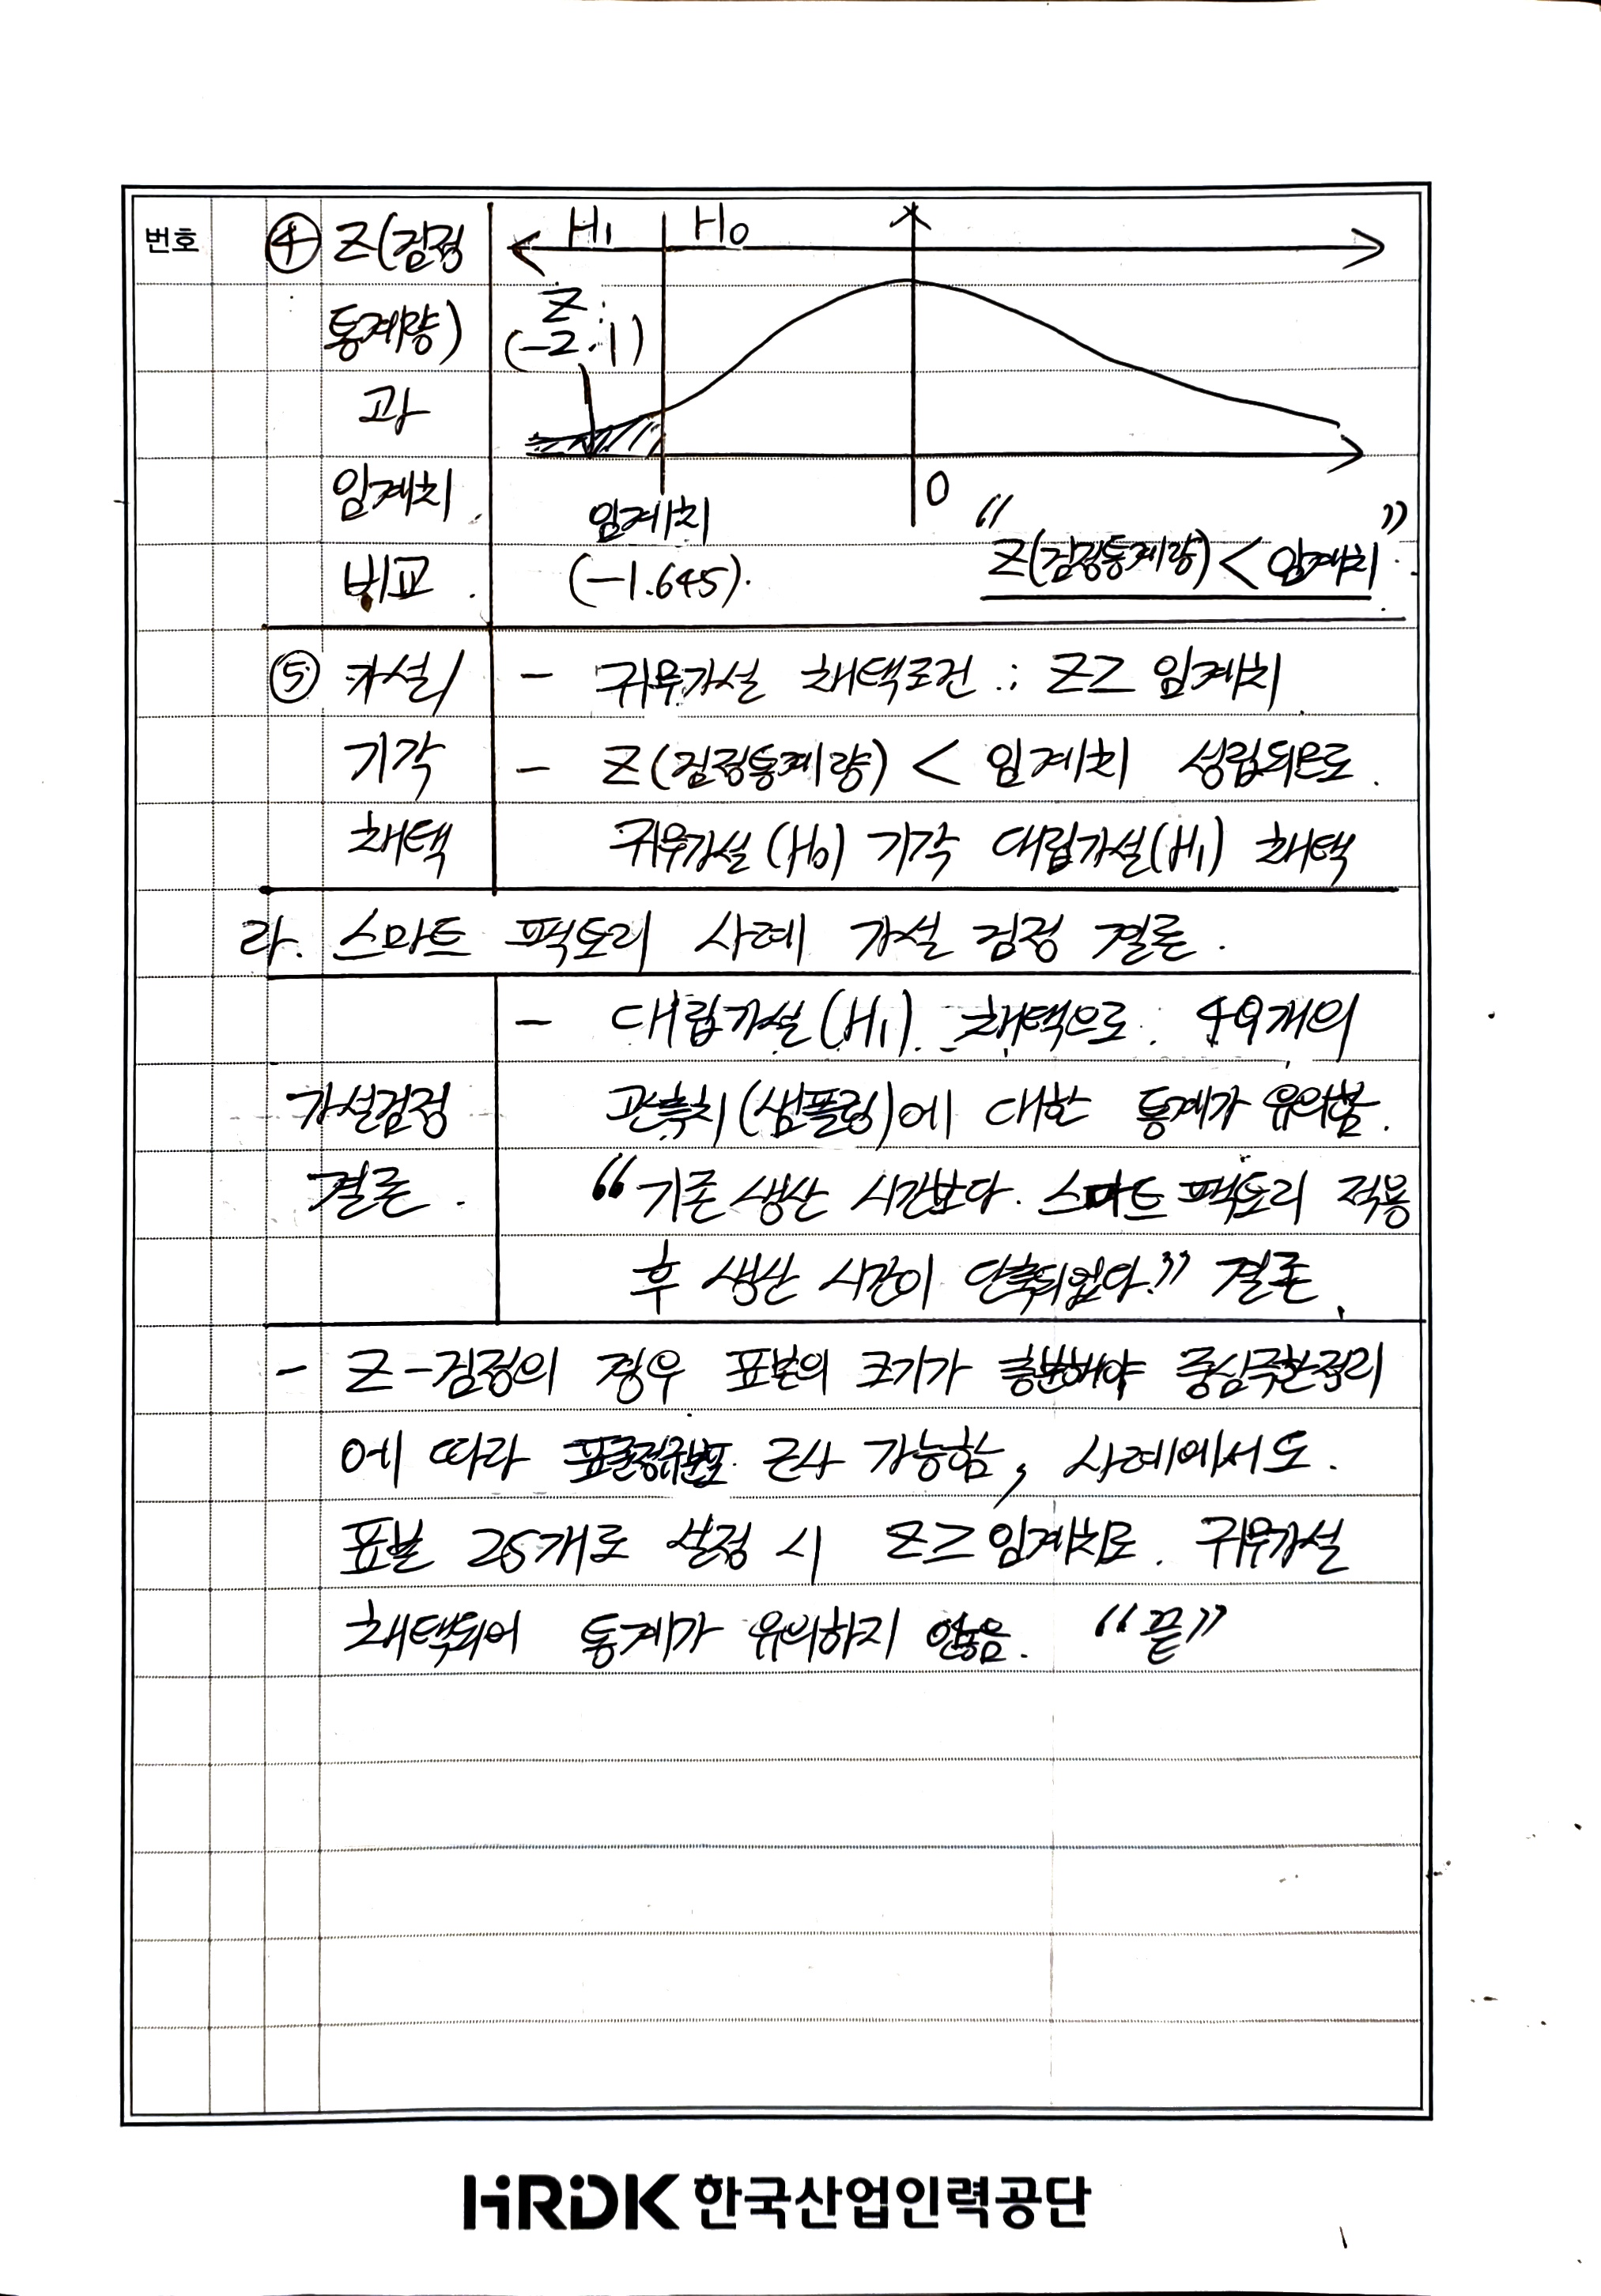 번호
④ Z(검정
통계량)
과
임계치
비교.
H₁ H₀
Z:
(-2.1)
임계치
(-1.645).
0
“Z(검정통계량) < 임계치”
⑤ 가설
기각
채택
- 귀무가설 채택조건 : Z≥ 임계치
- Z(검정통계량) < 임계치 성립되므로
귀무가설(H₀) 기각 대립가설(H₁) 채택
라. 스마트 팩토리 사례 가설 검정 결론.
가설검정
결론.
- 대립가설(H₁) 채택으로 49개의
관측치(샘플링)에 대한 통계가 유의함.
“기존 생산 시간보다. 스마트 팩토리 적용
후 생산 시간이 단축되었다.” 결론.
- Z-검정의 경우 표본의 크기가 충분해야 중심극한정리
에 따라 표준정규분포 근사 가능함, 사례에서도.
표본 25개로 설정 시 Z≥임계치로. 귀무가설
채택되어 통계가 유의하지 않음. “끝”
HRDK 한국산업인력공단